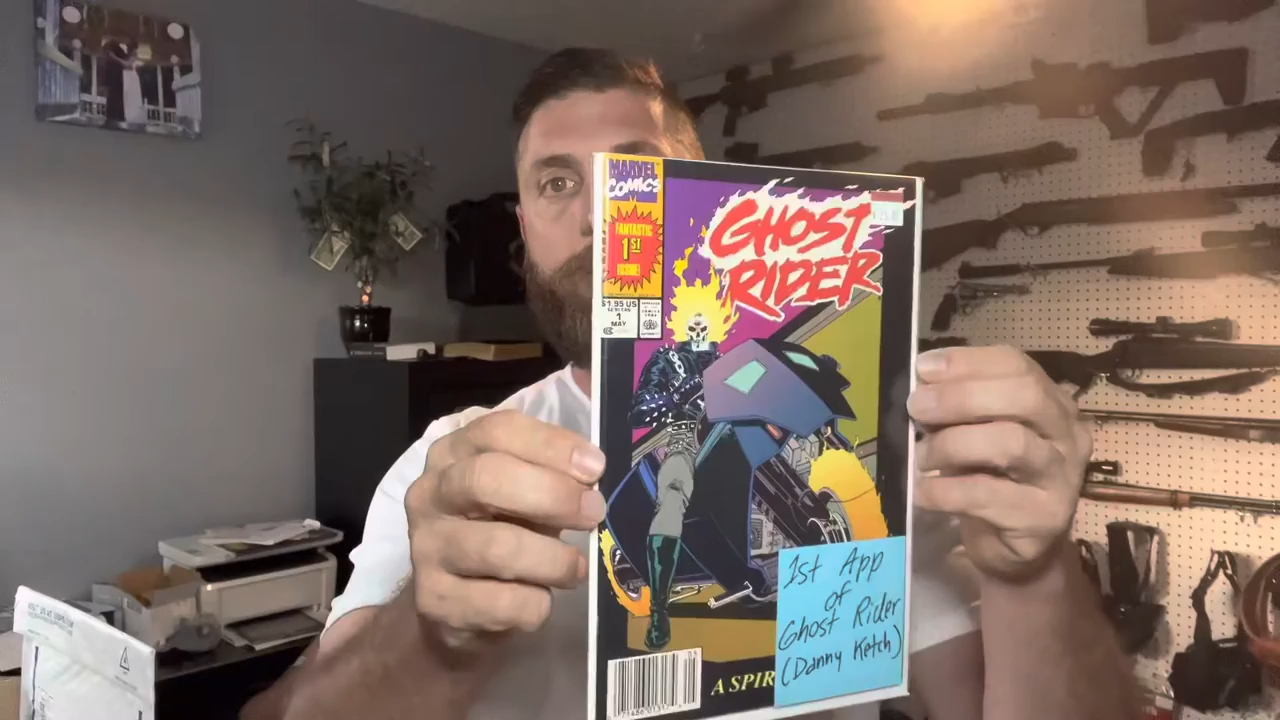 MARVEL
COMICS
FANTASTIC
1ST
ISSUE!
$1.95 US
1
MAY
GHOST
RIDER
1st App
of
Ghost Rider
(Danny Ketch)
A SPIR
05